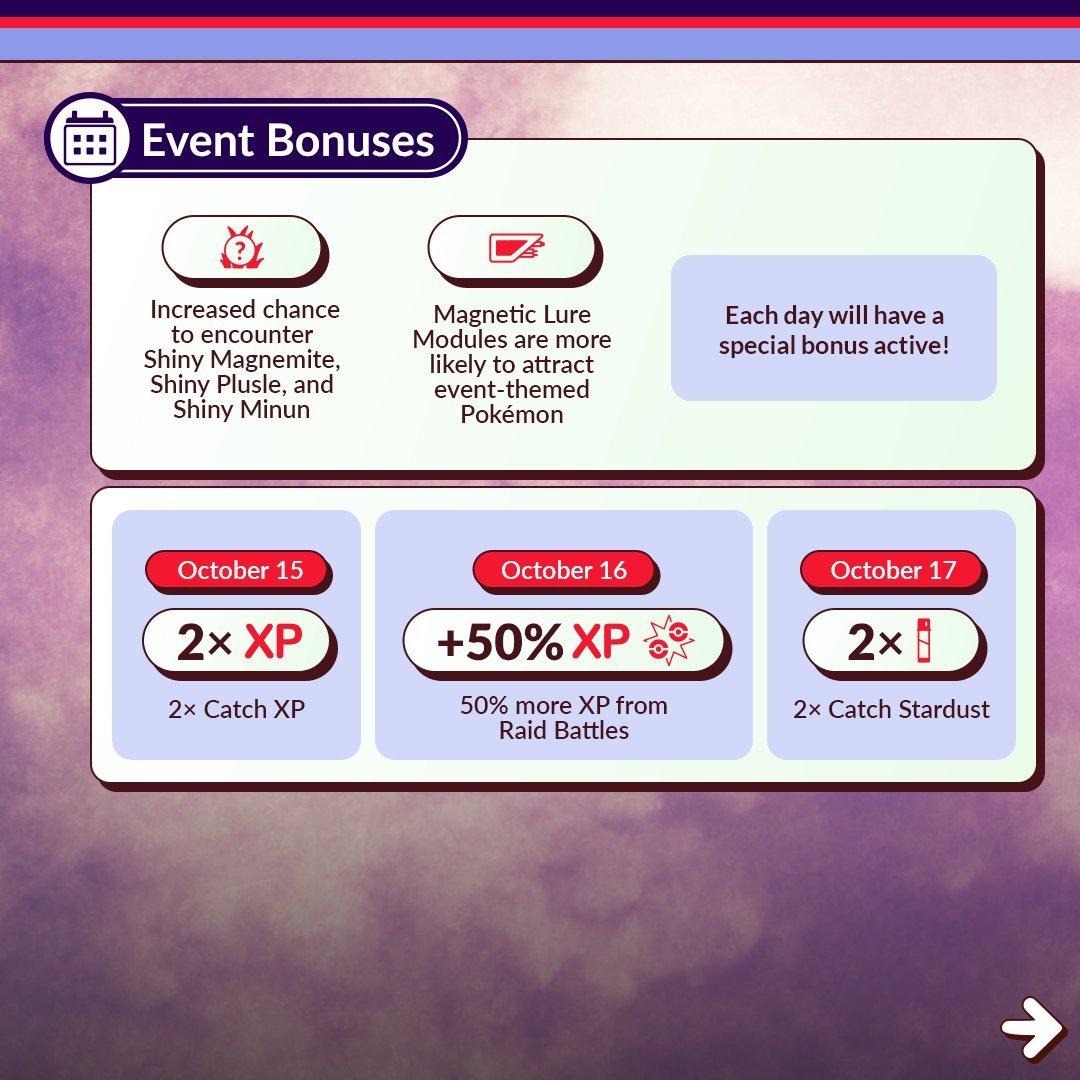 Event Bonuses
?
Increased chance
to encounter
Shiny Magnemite,
Shiny Plusle, and
Shiny Minun
Magnetic Lure
Modules are more
likely to attract
event-themed
Pokémon
Each day will have a
special bonus active!
October 15
2× XP
2× Catch XP
October 16
+50% XP
50% more XP from
Raid Battles
October 17
2×
2× Catch Stardust